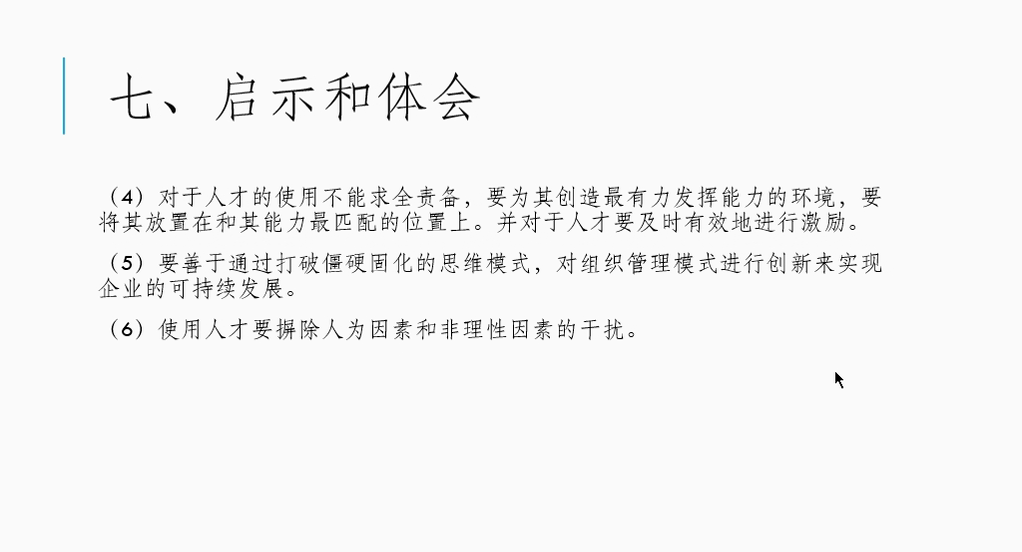 七、启示和体会
（4）对于人才的使用不能求全责备，要为其创造最有力发挥能力的环境，要
将其放置在和其能力最匹配的位置上。并对于人才要及时有效地进行激励。
（5）要善于通过打破僵硬固化的思维模式，对组织管理模式进行创新来实现
企业的可持续发展。
（6）使用人才要摒除人为因素和非理性因素的干扰。